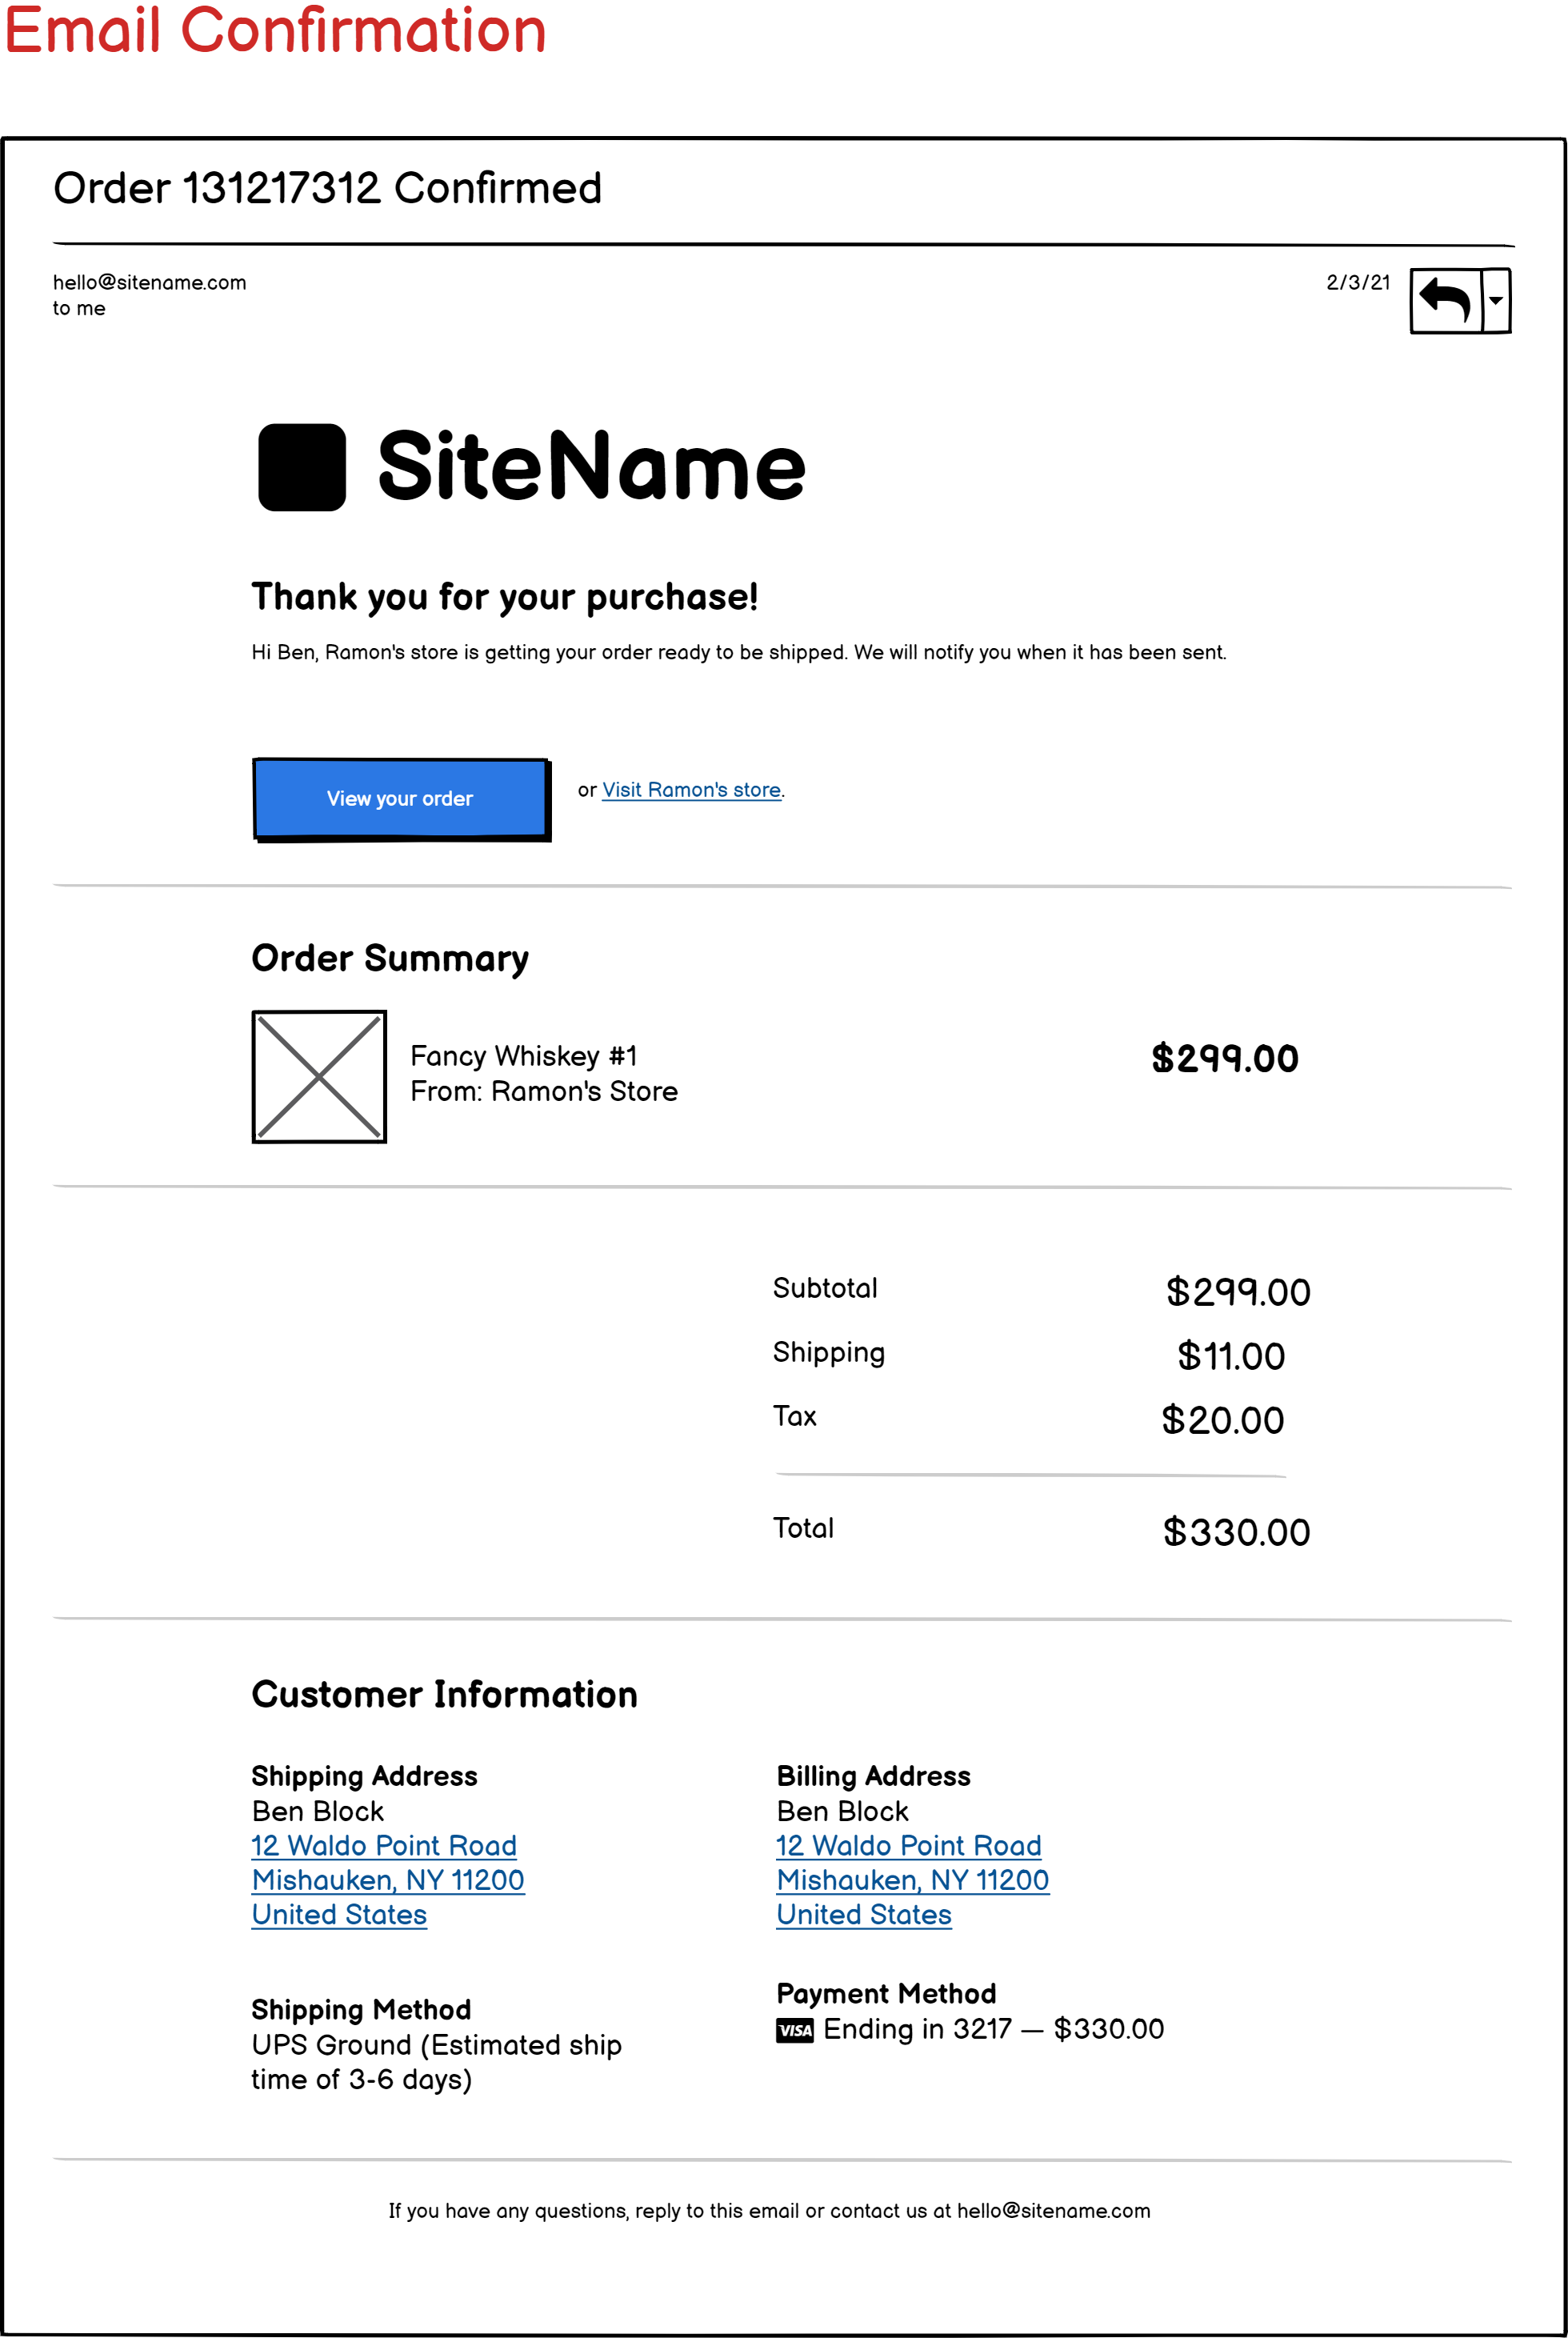 Email Confirmation
Order 131217312 Confirmed
hello@sitename.com
to me
2/3/21
SiteName
Thank you for your purchase!
Hi Ben, Ramon's store is getting your order ready to be shipped. We will notify you when it has been sent.
View your order
or Visit Ramon's store.
Order Summary
Fancy Whiskey #1
From: Ramon's Store
$299.00
Subtotal $299.00
Shipping $11.00
Tax $20.00
Total $330.00
Customer Information
Shipping Address
Ben Block
12 Waldo Point Road
Mishauken, NY 11200
United States
Billing Address
Ben Block
12 Waldo Point Road
Mishauken, NY 11200
United States
Shipping Method
UPS Ground (Estimated ship
time of 3-6 days)
Payment Method
VISA Ending in 3217 — $330.00
If you have any questions, reply to this email or contact us at hello@sitename.com